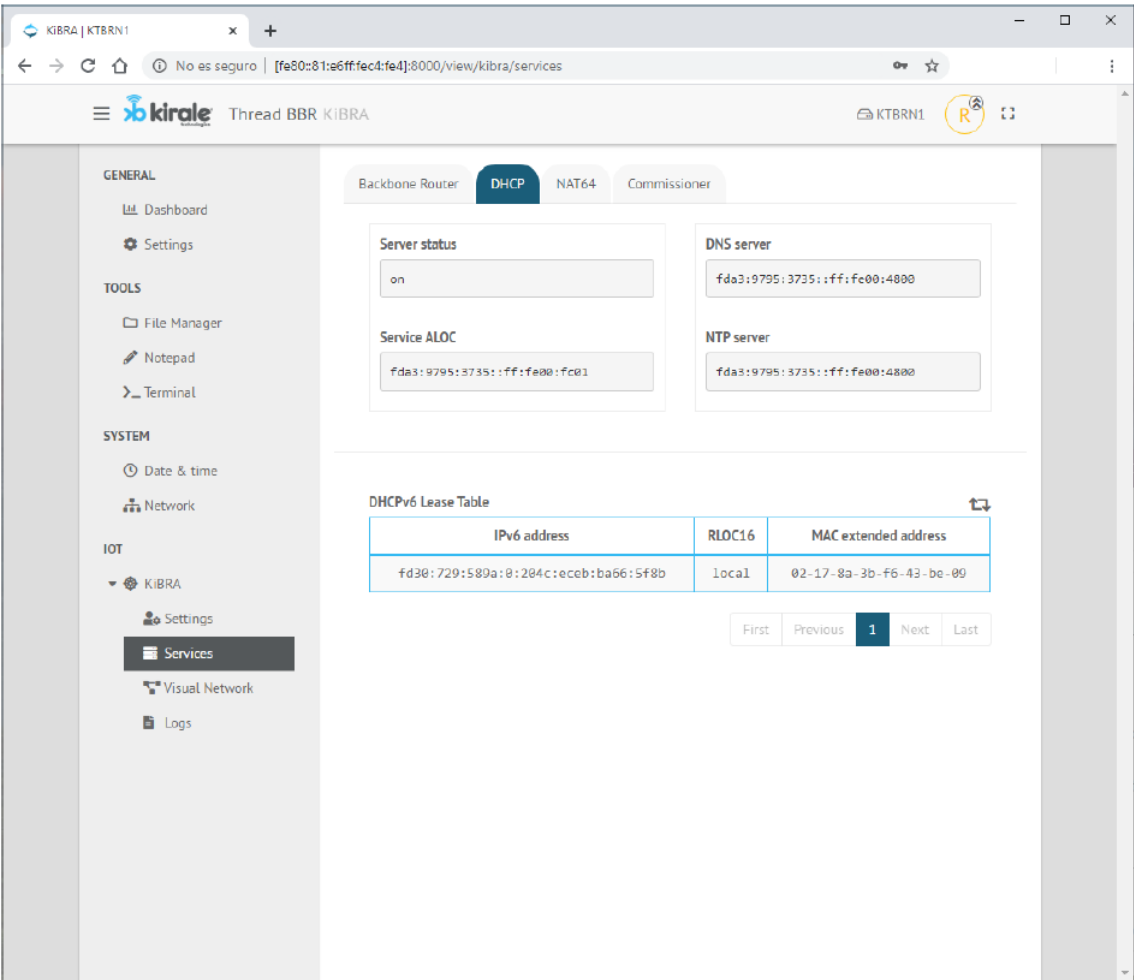 KiBRA | KTBRN1
No es seguro | [fe80::81:e6ff:fec4:fe4]:8000/view/kibra/services
kirale Thread BBR KiBRA
KTBRN1 R
GENERAL
Dashboard
Settings
TOOLS
File Manager
Notepad
Terminal
SYSTEM
Date & time
Network
IOT
KiBRA
Settings
Services
Visual Network
Logs
Backbone Router DHCP NAT64 Commissioner
Server status
on
Service ALOC
fda3:9795:3735::ff:fe00:fc01
DNS server
fda3:9795:3735::ff:fe00:4800
NTP server
fda3:9795:3735::ff:fe00:4800
DHCPv6 Lease Table
IPv6 address RLOC16 MAC extended address
fd30:729:589a:0:204c:eceb:ba66:5f8b local 02-17-8a-3b-f6-43-be-09
First Previous 1 Next Last